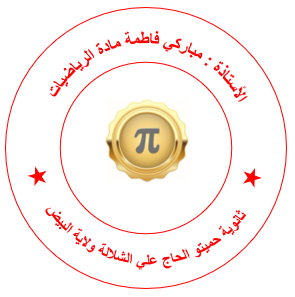 الأستاذة : مباركي فاطمة مادة الرياضيات
π
ثانوية حميتو الحاج علي الشلالة ولاية البيض